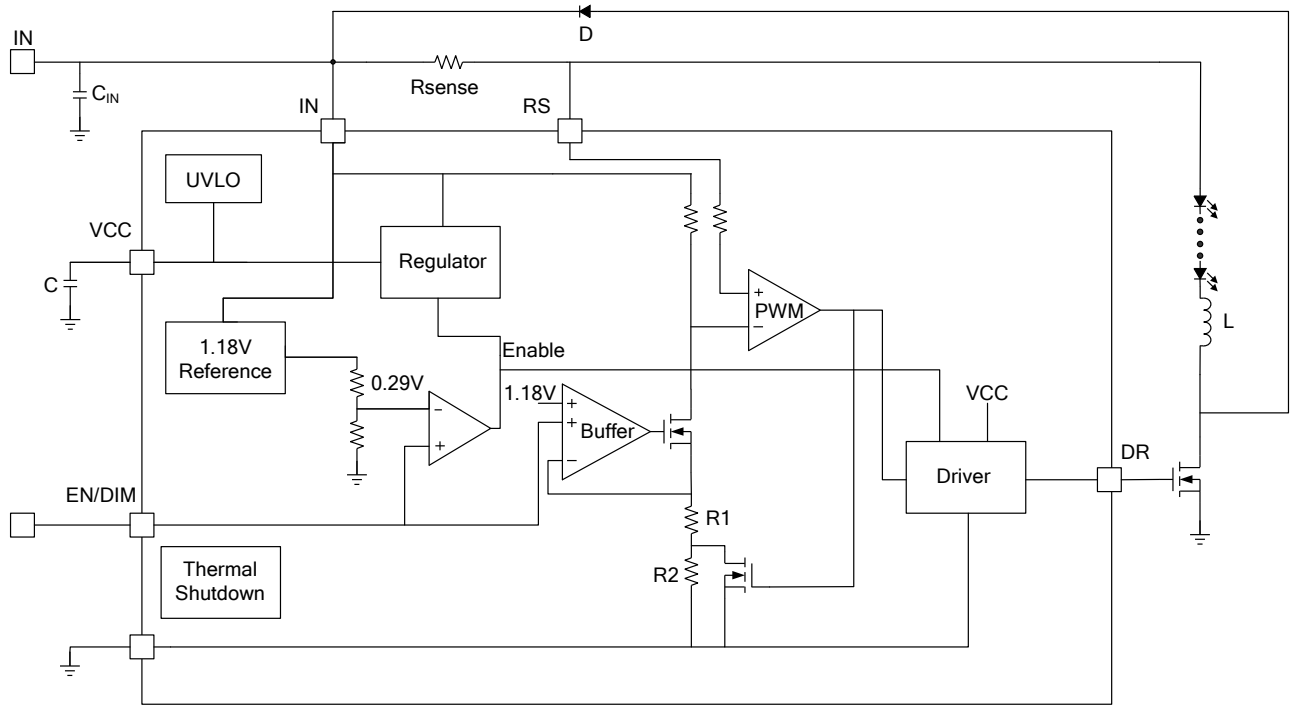 D
IN
Rsense
CIN
IN
RS
UVLO
VCC
Regulator
C
+
PWM
−
L
1.18V
Reference
Enable
0.29V
1.18V
VCC
−
+
+
Buffer
+
−
Driver
DR
EN/DIM
R1
R2
Thermal
Shutdown